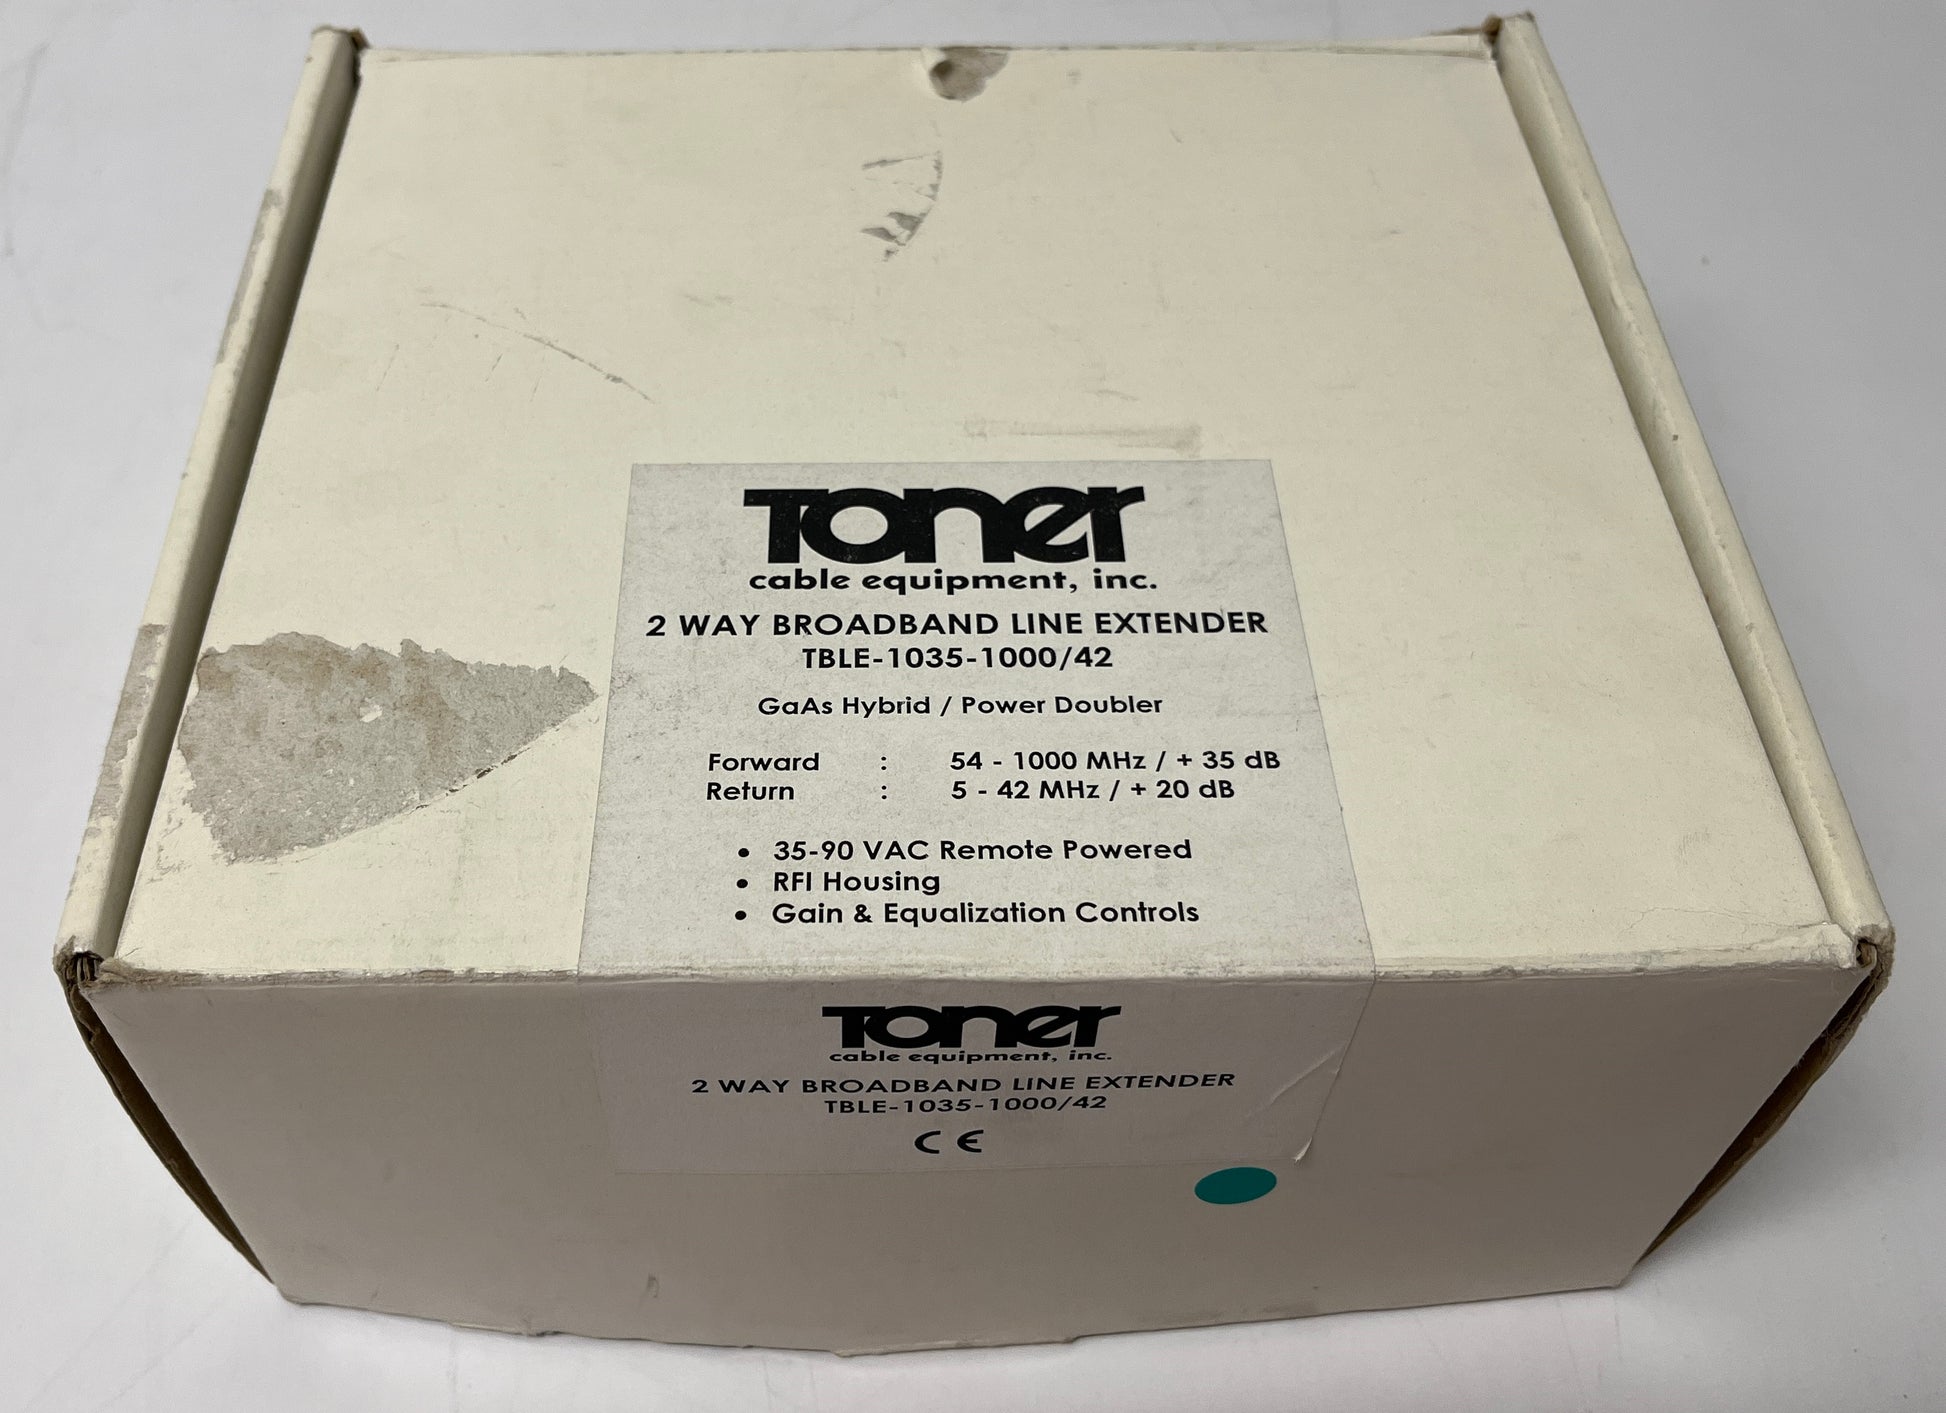 Toner
cable equipment, inc.
2 WAY BROADBAND LINE EXTENDER
TBLE-1035-1000/42
GaAs Hybrid / Power Doubler
Forward : 54 - 1000 MHz / + 35 dB
Return : 5 - 42 MHz / + 20 dB
• 35-90 VAC Remote Powered
• RFI Housing
• Gain & Equalization Controls
Toner
cable equipment, inc.
2 WAY BROADBAND LINE EXTENDER
TBLE-1035-1000/42
CE